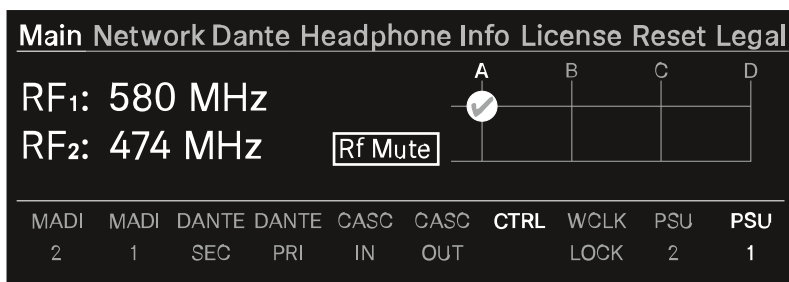 Main Network Dante Headphone Info License Reset Legal
A B C D
RF1: 580 MHz
RF2: 474 MHz Rf Mute
MADI MADI DANTE DANTE CASC CASC CTRL WCLK PSU PSU
2 1 SEC PRI IN OUT LOCK 2 1